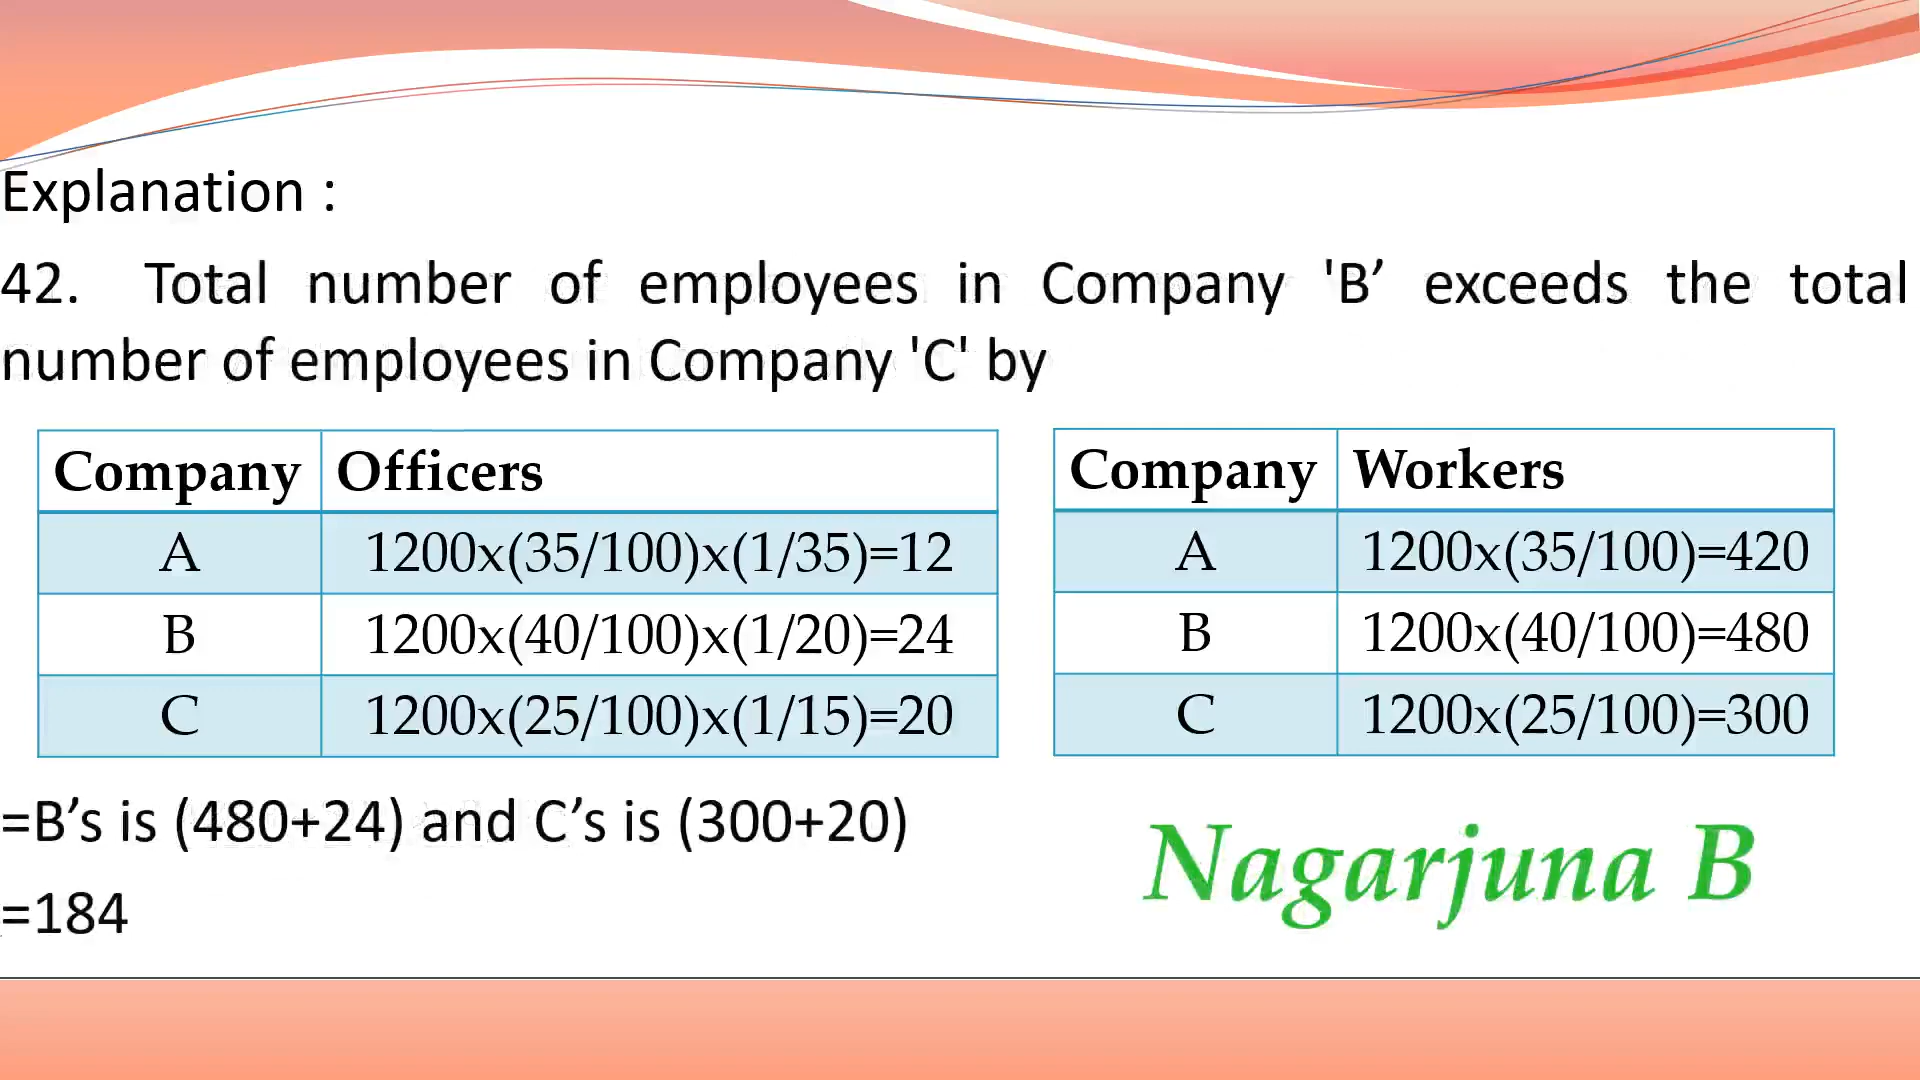 Explanation :
42. Total number of employees in Company 'B’ exceeds the total
number of employees in Company 'C' by
Company Officers
A 1200x(35/100)x(1/35)=12
B 1200x(40/100)x(1/20)=24
C 1200x(25/100)x(1/15)=20
Company Workers
A 1200x(35/100)=420
B 1200x(40/100)=480
C 1200x(25/100)=300
=B’s is (480+24) and C’s is (300+20)
=184
Nagarjuna B